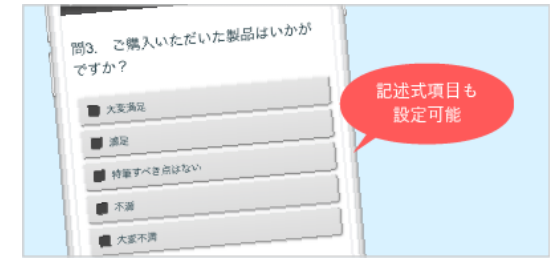 問3. ご購入いただいた製品はいかが
ですか？
大変満足
満足
特筆すべき点はない
不満
大変不満
記述式項目も
設定可能